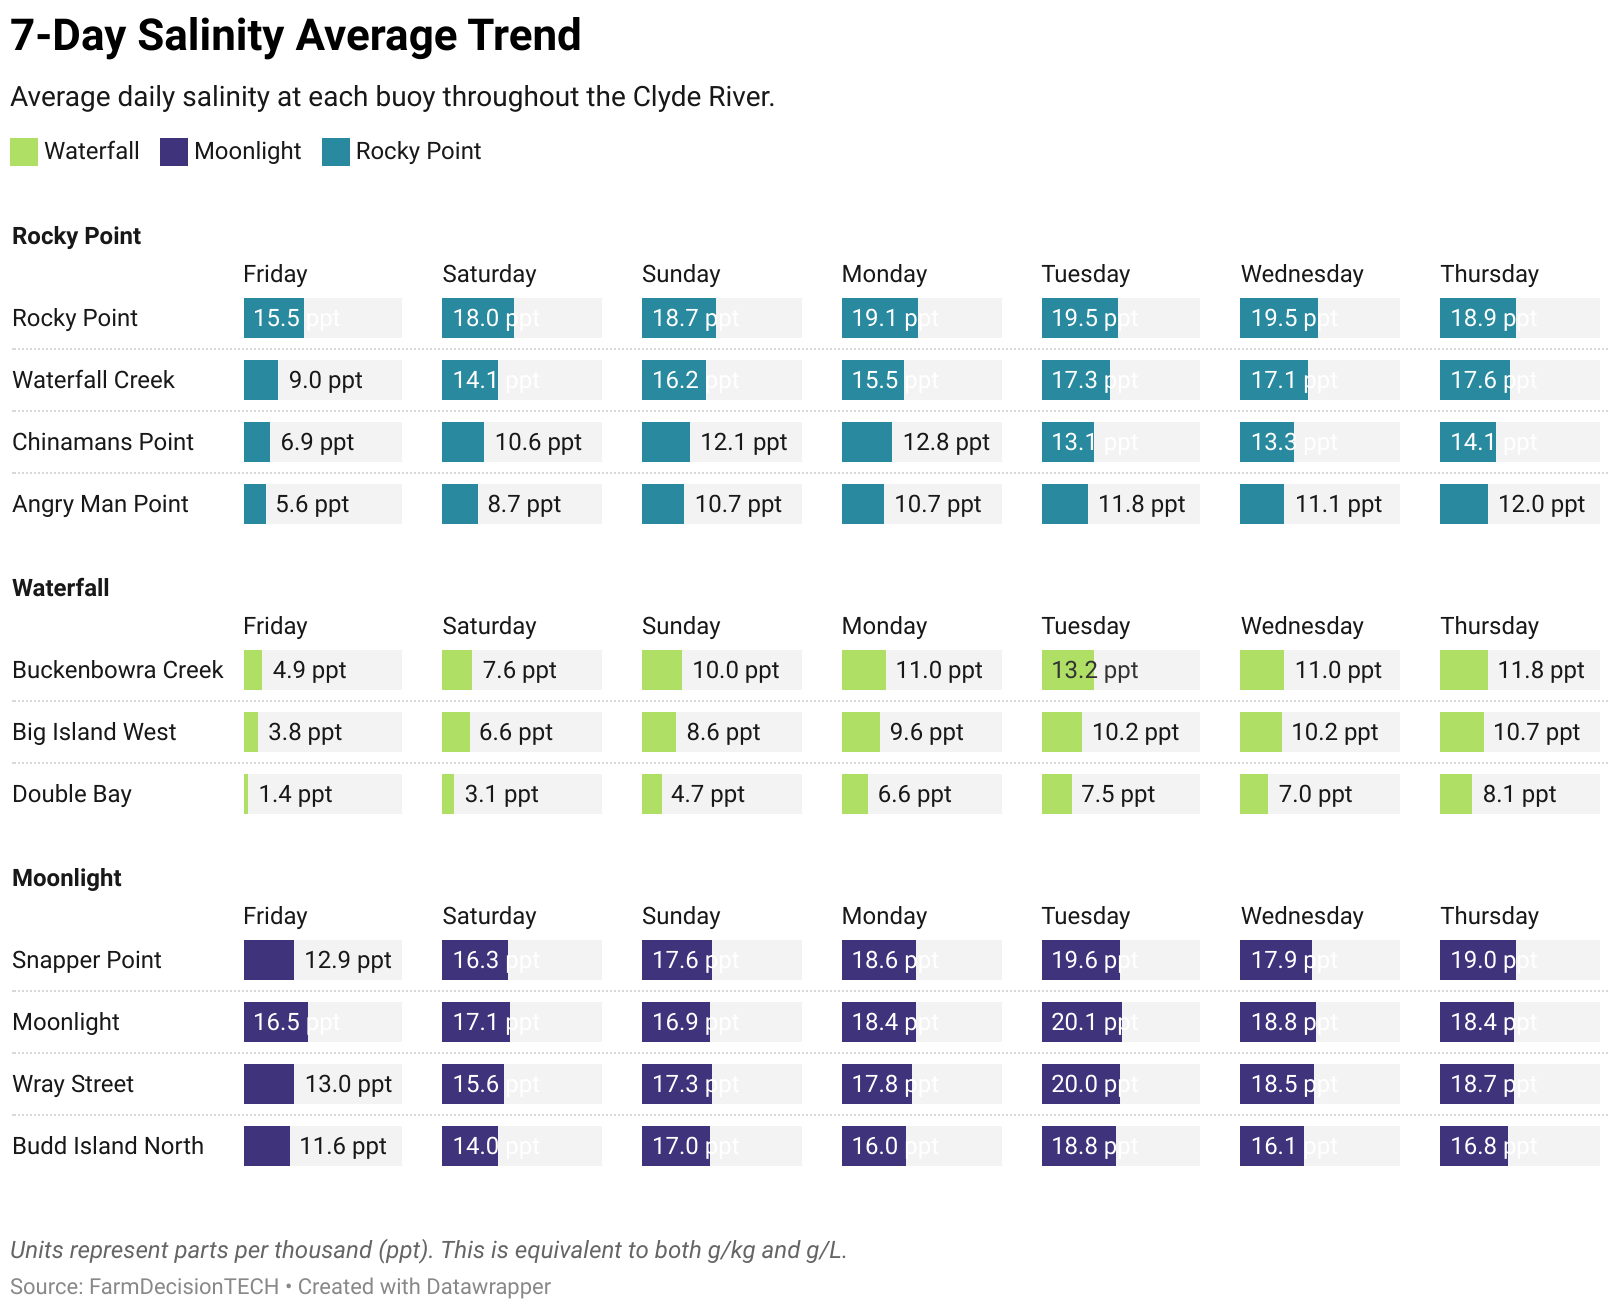 7-Day Salinity Average Trend
Average daily salinity at each buoy throughout the Clyde River.
Waterfall Moonlight Rocky Point
Rocky Point
Friday Saturday Sunday Monday Tuesday Wednesday Thursday
Rocky Point 15.5 ppt 18.0 ppt 18.7 ppt 19.1 ppt 19.5 ppt 19.5 ppt 18.9 ppt
Waterfall Creek 9.0 ppt 14.1 ppt 16.2 ppt 15.5 ppt 17.3 ppt 17.1 ppt 17.6 ppt
Chinamans Point 6.9 ppt 10.6 ppt 12.1 ppt 12.8 ppt 13.1 ppt 13.3 ppt 14.1 ppt
Angry Man Point 5.6 ppt 8.7 ppt 10.7 ppt 10.7 ppt 11.8 ppt 11.1 ppt 12.0 ppt
Waterfall
Friday Saturday Sunday Monday Tuesday Wednesday Thursday
Buckenbowra Creek 4.9 ppt 7.6 ppt 10.0 ppt 11.0 ppt 13.2 ppt 11.0 ppt 11.8 ppt
Big Island West 3.8 ppt 6.6 ppt 8.6 ppt 9.6 ppt 10.2 ppt 10.2 ppt 10.7 ppt
Double Bay 1.4 ppt 3.1 ppt 4.7 ppt 6.6 ppt 7.5 ppt 7.0 ppt 8.1 ppt
Moonlight
Friday Saturday Sunday Monday Tuesday Wednesday Thursday
Snapper Point 12.9 ppt 16.3 ppt 17.6 ppt 18.6 ppt 19.6 ppt 17.9 ppt 19.0 ppt
Moonlight 16.5 ppt 17.1 ppt 16.9 ppt 18.4 ppt 20.1 ppt 18.8 ppt 18.4 ppt
Wray Street 13.0 ppt 15.6 ppt 17.3 ppt 17.8 ppt 20.0 ppt 18.5 ppt 18.7 ppt
Budd Island North 11.6 ppt 14.0 ppt 17.0 ppt 16.0 ppt 18.8 ppt 16.1 ppt 16.8 ppt
Units represent parts per thousand (ppt). This is equivalent to both g/kg and g/L.
Source: FarmDecisionTECH • Created with Datawrapper